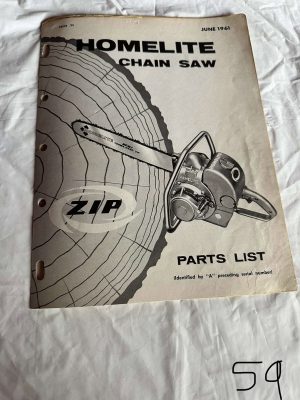 JUNE 1961
HOMELITE
CHAIN SAW
ZIP
PARTS LIST
(Identified by "A" preceding serial number)
59